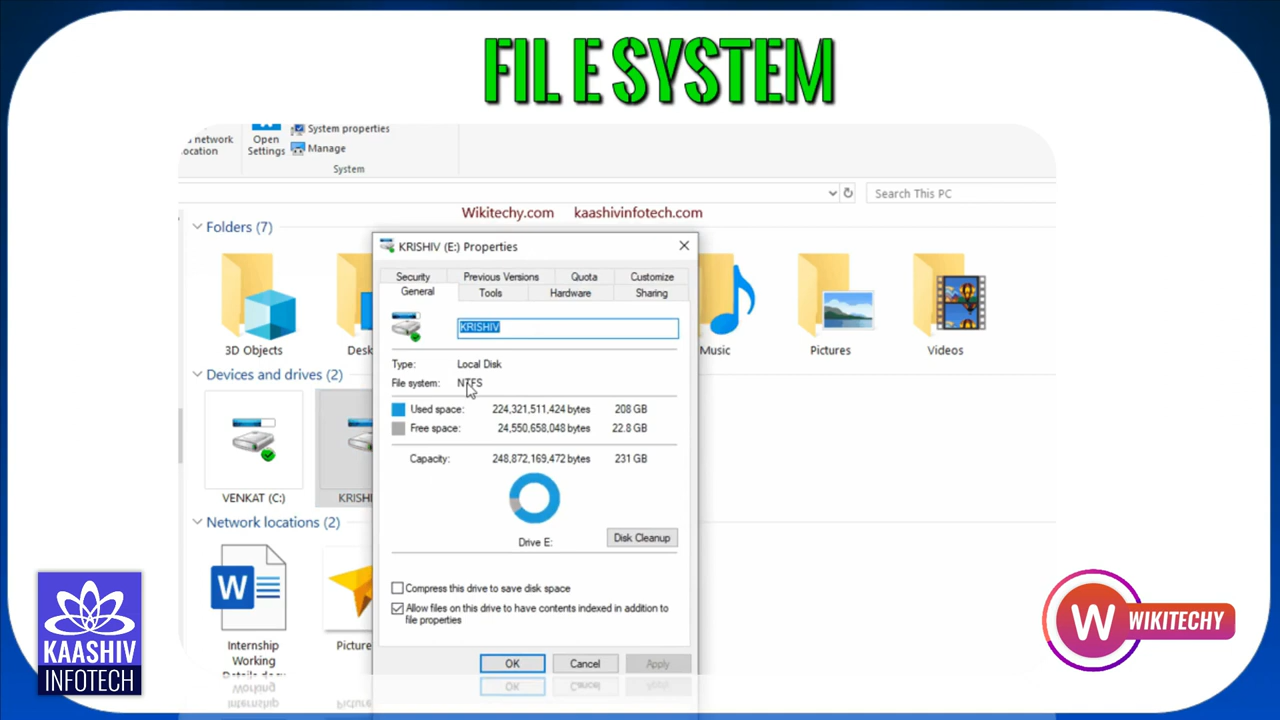 FILE SYSTEM
network
ocation
Open
Settings
System properties
Manage
System
Search This PC
Wikitechy.com kaashivinfotech.com
Folders (7)
3D Objects
Desk
Music
Pictures
Videos
Devices and drives (2)
VENKAT (C:)
KRISHI
Network locations (2)
Internship
Working
Details.docx
Picture
KRISHIV (E:) Properties
Security Previous Versions Quota Customize
General Tools Hardware Sharing
KRISHIV
Type: Local Disk
File system: NTFS
Used space: 224,321,511,424 bytes 208 GB
Free space: 24,550,658,048 bytes 22.8 GB
Capacity: 248,872,169,472 bytes 231 GB
Drive E:
Disk Cleanup
Compress this drive to save disk space
Allow files on this drive to have contents indexed in addition to
file properties
OK Cancel Apply
KAASHIV
INFOTECH
W WIKITECHY